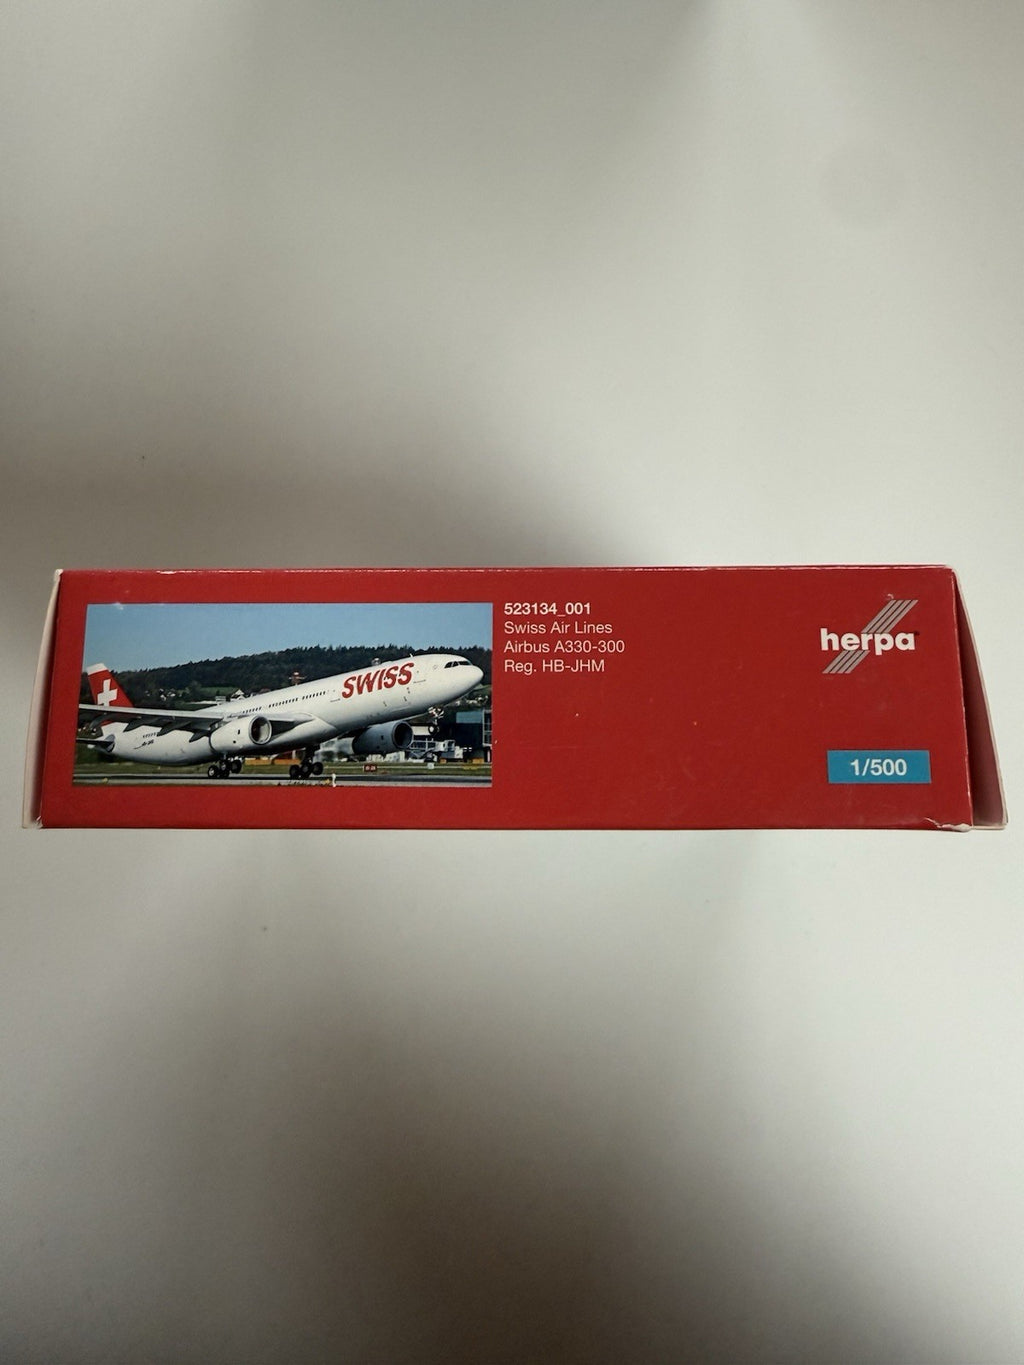 523134_001
Swiss Air Lines
Airbus A330-300
Reg. HB-JHM
herpa
1/500
SWISS